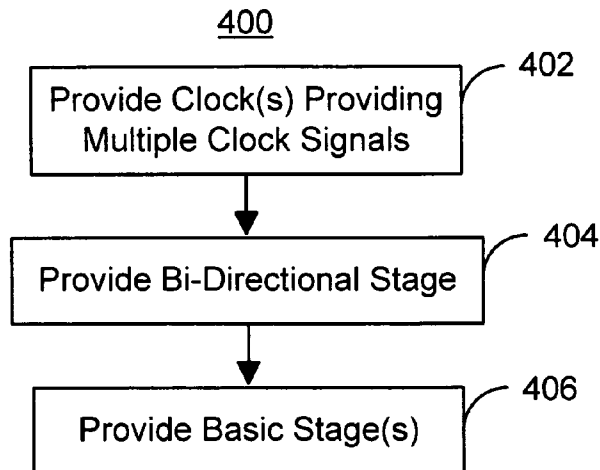 400
402
Provide Clock(s) Providing
Multiple Clock Signals
404
Provide Bi-Directional Stage
406
Provide Basic Stage(s)